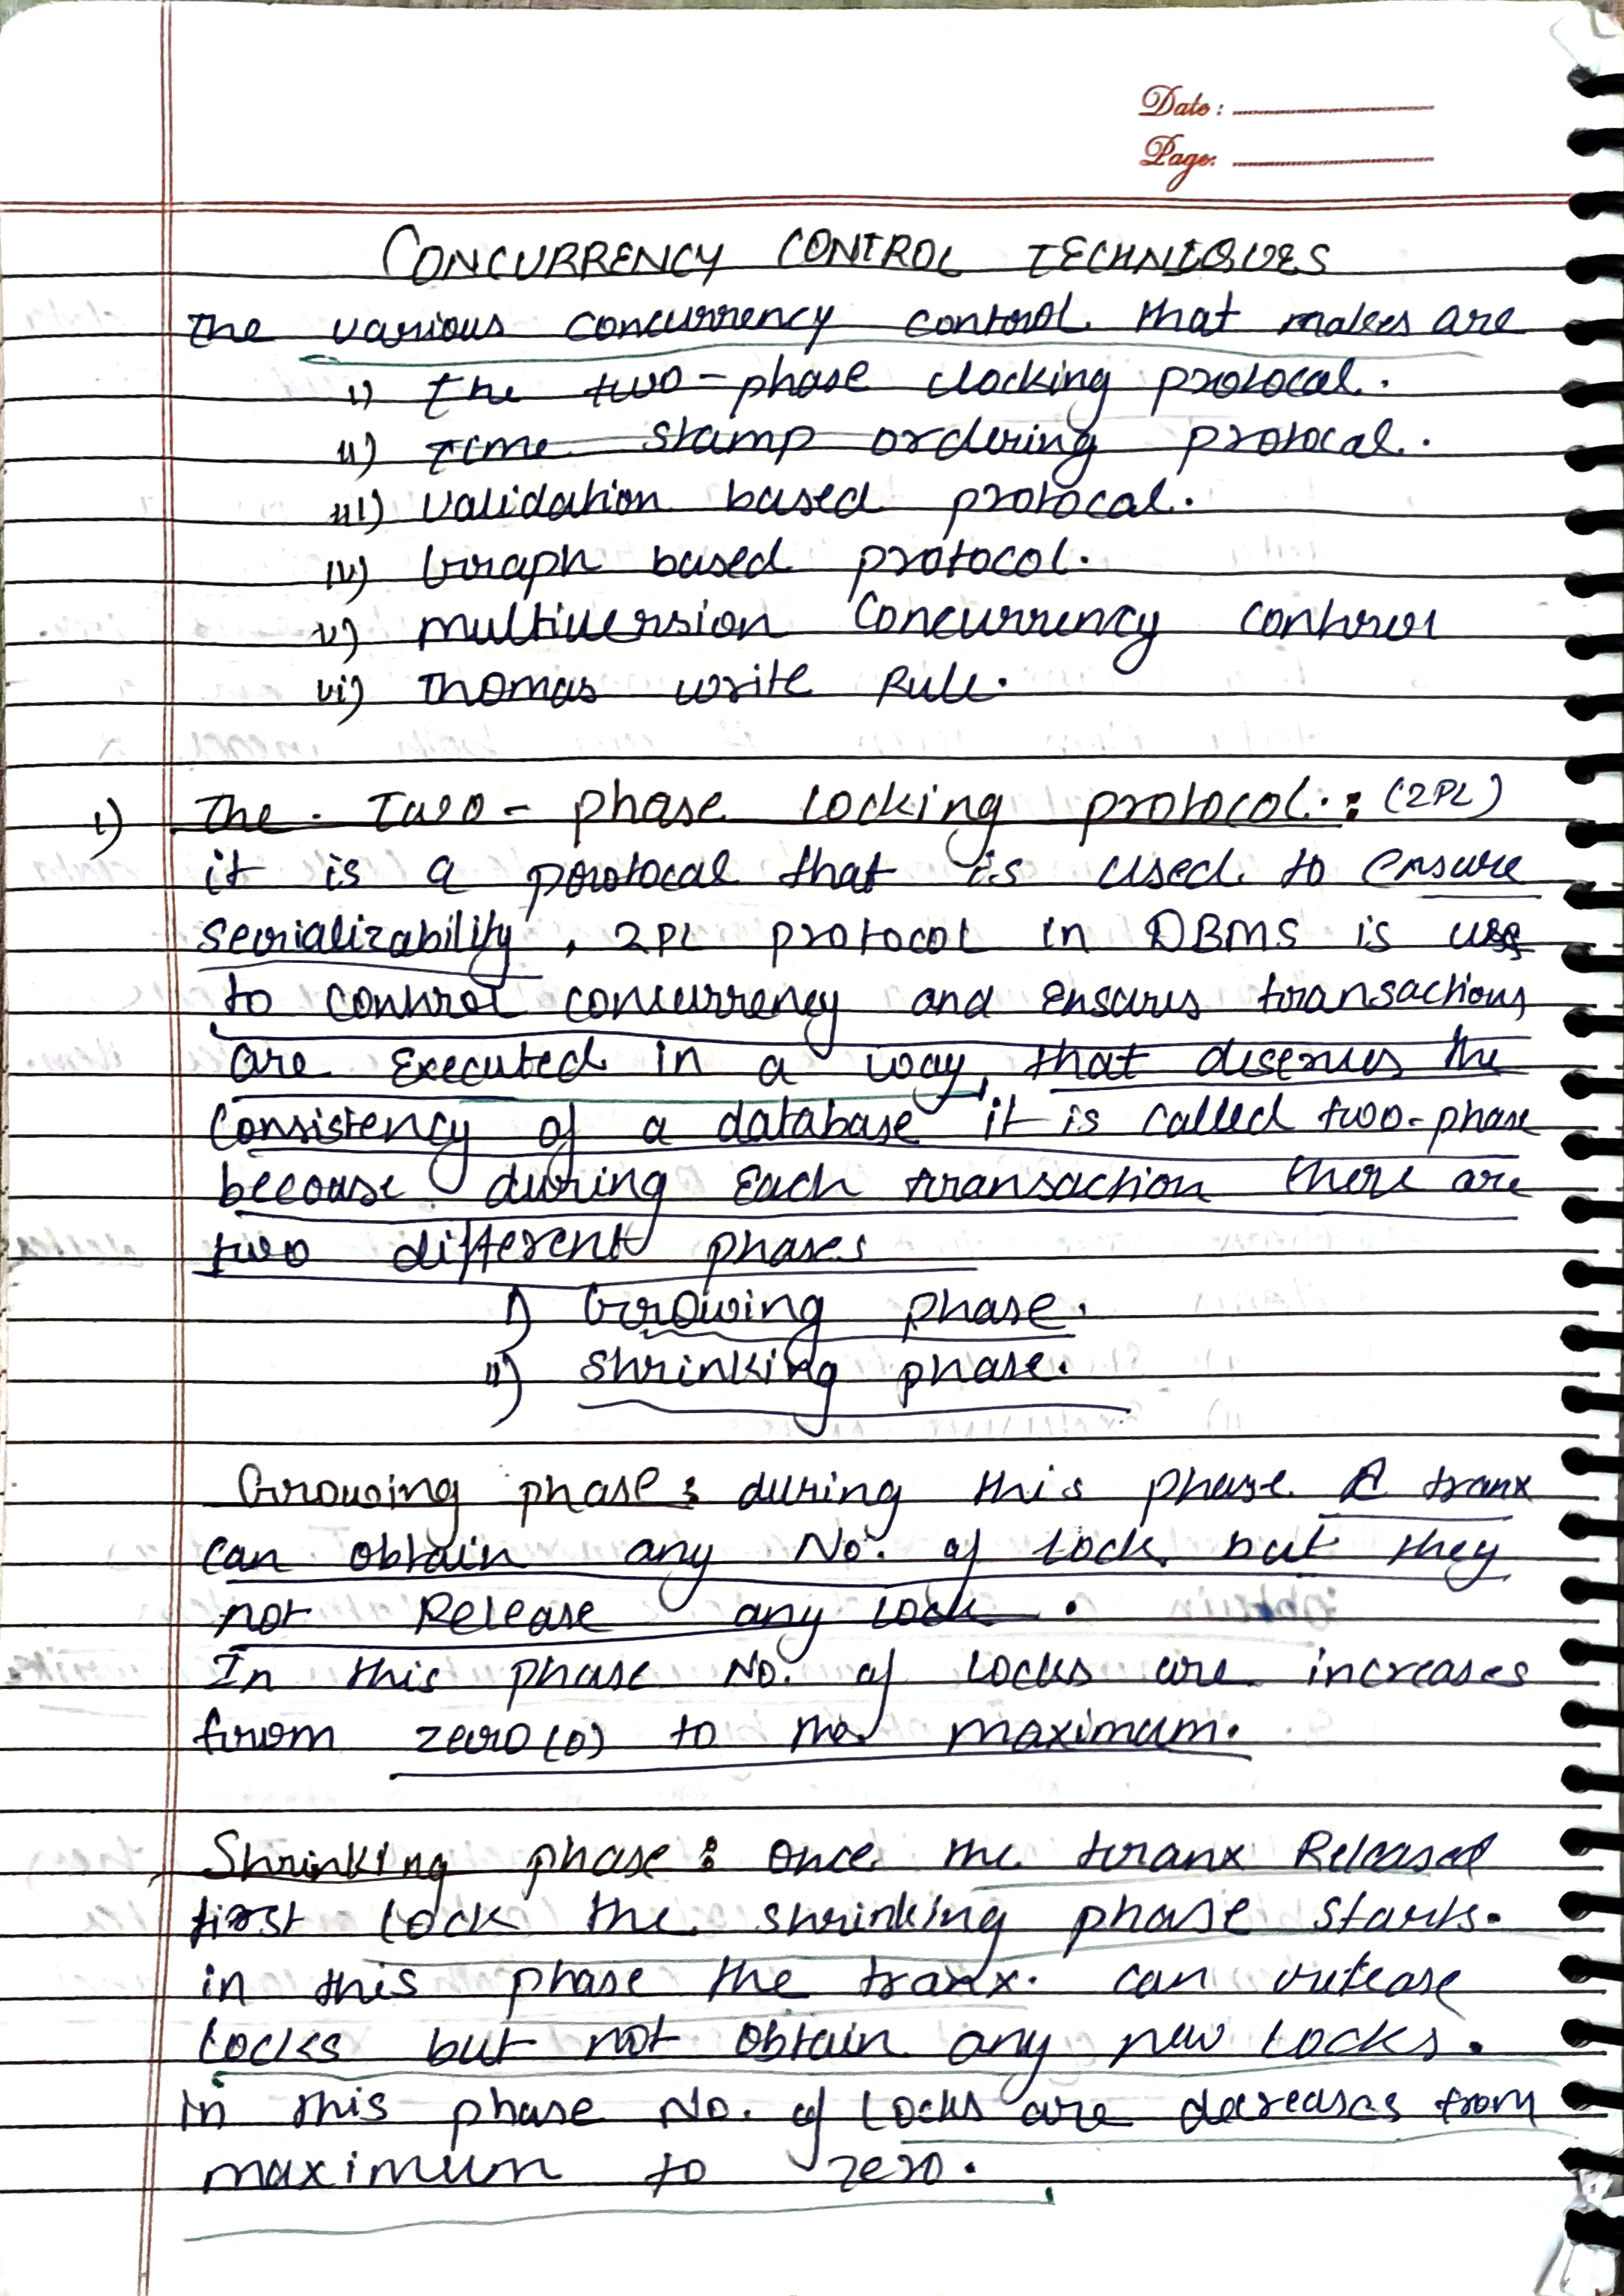 Date :
Page:
CONCURRENCY CONTROL TECHNIQUES
The various concurrency control that makes are
i) The two-phase clocking protocal.
ii) Time stamp ordering protocal.
iii) validation based protocal.
iv) Graph based protocol.
v) multiversion Concurrency control
vi) Thomas write Rule.
i) The Two-phase locking protocol.: (2PL)
it is a protocal that is used to ensure
serializability, 2PL protocol in DBMS is use
to control concurrency and ensures transactions
are Executed in a way, that deserves the
Consistency of a database it is called two-phase
because during Each transaction there are
two different phases
i) Growing phase.
ii) shrinking phase.
Growing phase: during this phase A tranx
can obtain any No. of lock but they
not Release any lock.
In this phase No. of locks are increases
from zero(0) to the maximum.
Shrinking phase: once the tranx Released
first lock the shrinking phase starts.
in this phase the tranx. can release
locks but not obtain any new locks.
In this phase No. of locks are decreases from
maximum to zero.